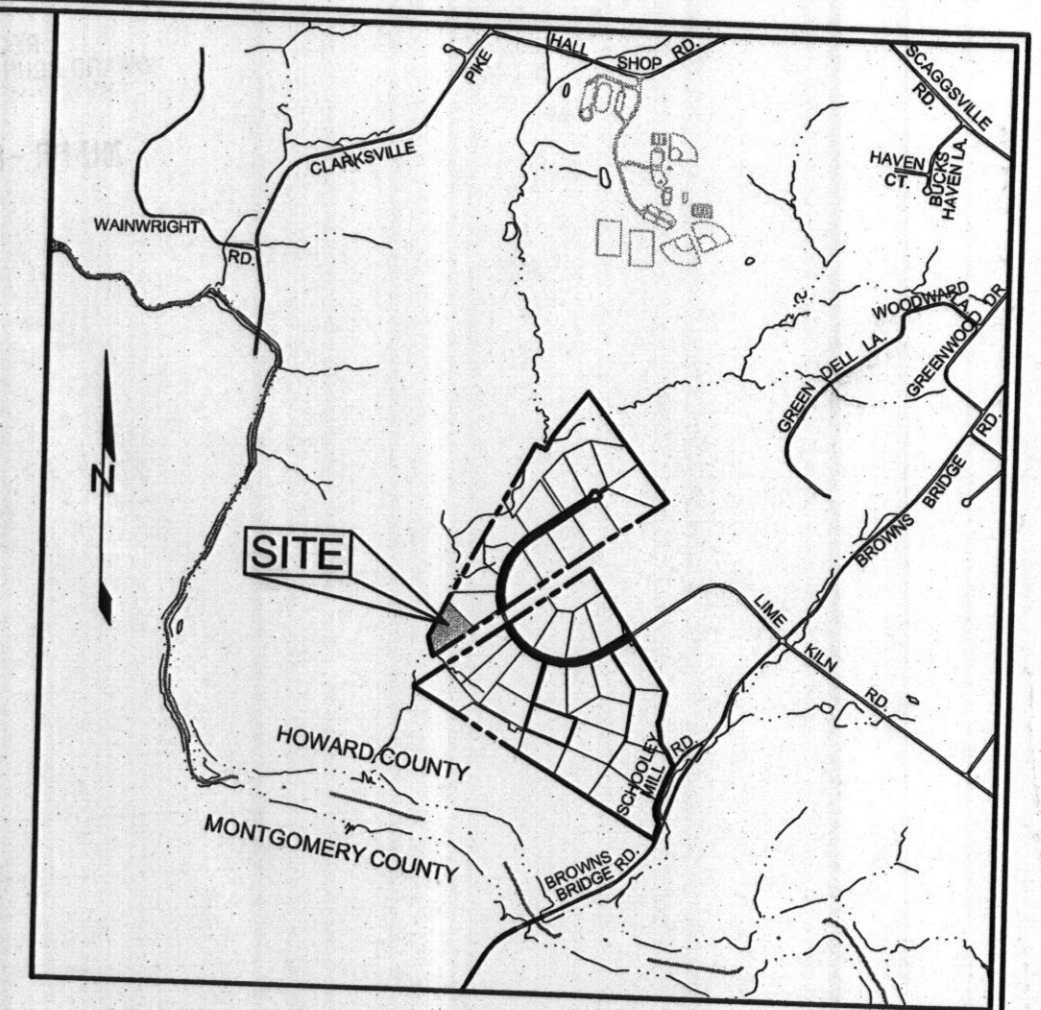 HALL
SHOP
RD.
PIKE
CLARKSVILLE
SCAGGSVILLE
RD.
HAVEN
CT.
BUCKS
HAVEN LA.
WAINWRIGHT
RD.
WOODWARD
LA.
GREENWOOD DR
GREEN DELL LA.
BROWNS BRIDGE RD.
N
SITE
LIME
KILN
RD.
HOWARD COUNTY
SCHOOLEY
MILL RD.
MONTGOMERY COUNTY
BROWNS
BRIDGE RD.